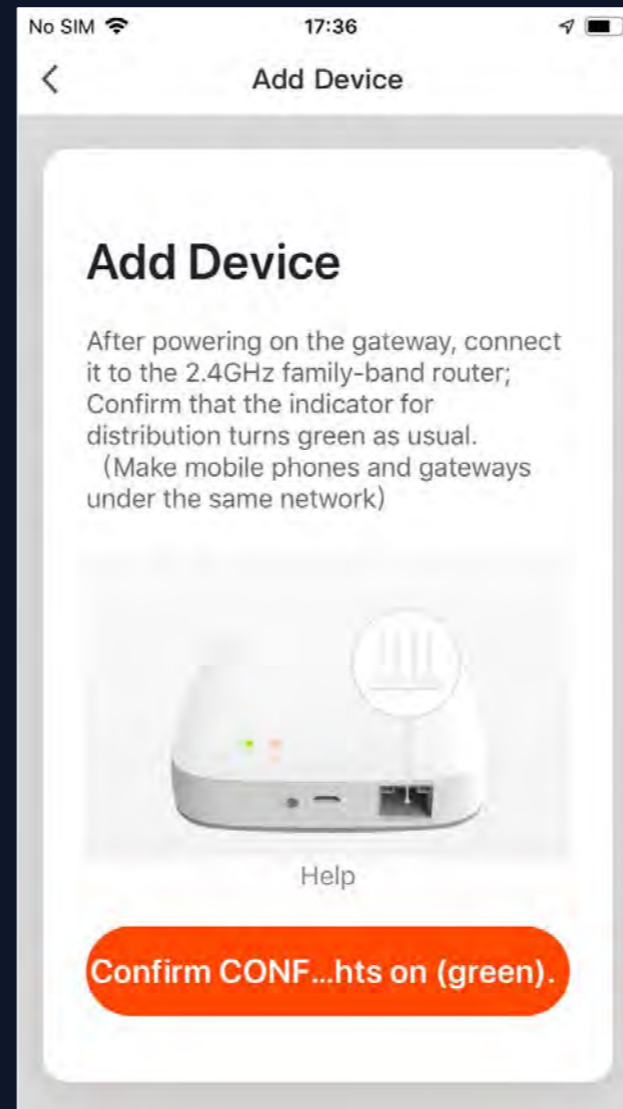 No SIM 17:36
Add Device
Add Device
After powering on the gateway, connect
it to the 2.4GHz family-band router;
Confirm that the indicator for
distribution turns green as usual.
(Make mobile phones and gateways
under the same network)
Help
Confirm CONF...hts on (green).